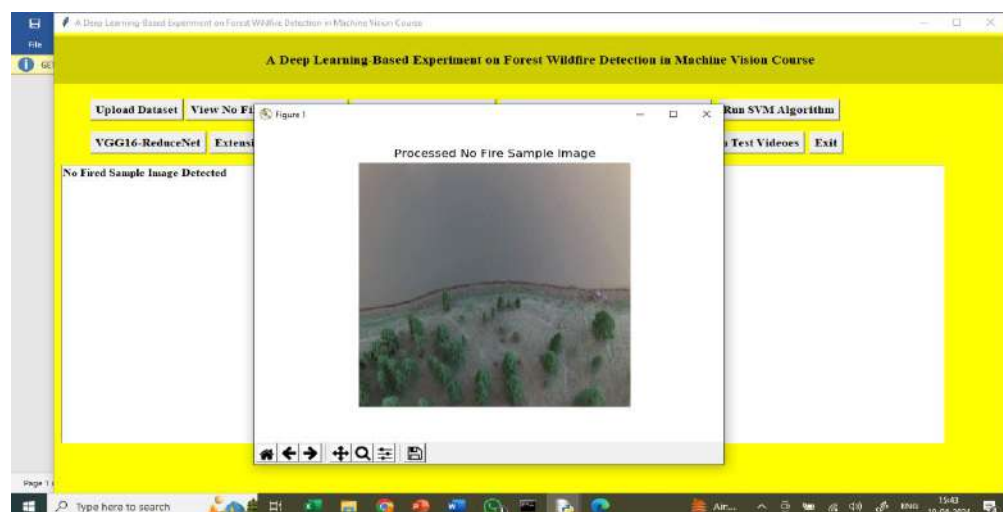 A Deep Learning-Based Experiment on Forest Wildfire Detection in Machine Vision Course
File
A Deep Learning-Based Experiment on Forest Wildfire Detection in Machine Vision Course
GE
Upload Dataset View No Fi Run SVM Algorithm
Figure 1
VGG16-ReduceNet Extensi Test Videoes Exit
Processed No Fire Sample Image
No Fired Sample Image Detected
Page 1
Type here to search
Air...
ENG
15:43